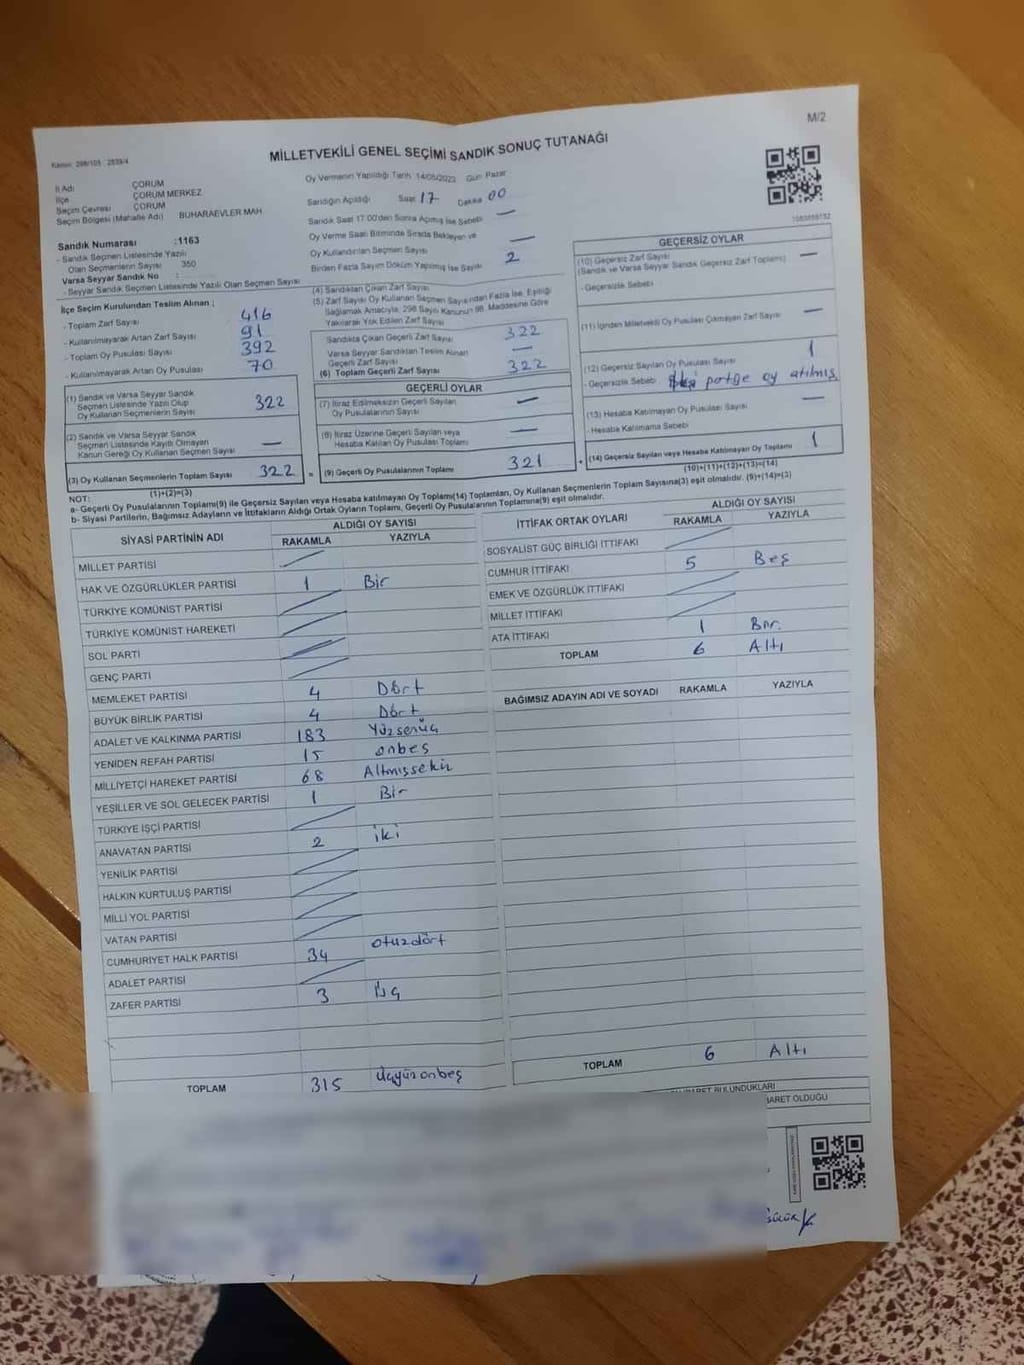 M/2
Kanun: 298/105 2839/4
MİLLETVEKİLİ GENEL SEÇİMİ SANDIK SONUÇ TUTANAĞI
İl Adı ÇORUM
İlçe ÇORUM MERKEZ
Seçim Çevresi ÇORUM
Seçim Bölgesi (Mahalle Adı) BUHARAEVLER MAH
Sandık Numarası :1163
- Sandık Seçmen Listesinde Yazılı
Olan Seçmenlerin Sayısı 350
Varsa Seyyar Sandık No :
- Seyyar Sandık Seçmen Listesinde Yazılı Olan Seçmen Sayısı
Oy Vermenin Yapıldığı Tarih 14/05/2023 Gün Pazar
Sandığın Açıldığı Saat 17 Dakika 00
Sandık Saat 17:00'den Sonra Açılmış İse Sebebi —
Oy Verme Saati Bitiminde Sırada Bekleyen ve
Oy Kullandırılan Seçmen Sayısı —
Birden Fazla Sayım Döküm Yapılmış İse Sayısı 2
İlçe Seçim Kurulundan Teslim Alınan ;
- Toplam Zarf Sayısı 416
- Kullanılmayarak Artan Zarf Sayısı 91
- Toplam Oy Pusulası Sayısı 392
- Kullanılmayarak Artan Oy Pusulası 70
(1) Sandık ve Varsa Seyyar Sandık
Seçmen Listesinde Yazılı Olup
Oy Kullanan Seçmenlerin Sayısı 322
(2) Sandık ve Varsa Seyyar Sandık
Seçmen Listesinde Kayıtlı Olmayan
Kanun Gereği Oy Kullanan Seçmen Sayısı —
(3) Oy Kullanan Seçmenlerin Toplam Sayısı 322 =
(1)+(2)=(3)
(4) Sandıktan Çıkan Zarf Sayısı
(5) Zarf Sayısı Oy Kullanan Seçmen Sayısından Fazla İse, Eşitliği
Sağlamak Amacıyla; 298 Sayılı Kanunun 98. Maddesine Göre
Yakılarak Yok Edilen Zarf Sayısı
Sandıkta Çıkan Geçerli Zarf Sayısı 322
Varsa Seyyar Sandıktan Teslim Alınan
Geçerli Zarf Sayısı —
(6) Toplam Geçerli Zarf Sayısı 322
GEÇERLİ OYLAR
(7) İtiraz Edilmeksizin Geçerli Sayılan
Oy Pusulalarının Sayısı —
(8) İtiraz Üzerine Geçerli Sayılan veya
Hesaba Katılan Oy Pusulası Toplamı —
(9) Geçerli Oy Pusulalarının Toplamı 321 +
GEÇERSİZ OYLAR
(10) Geçersiz Zarf Sayısı —
(Sandık ve Varsa Seyyar Sandık Geçersiz Zarf Toplamı)
- Geçersizlik Sebebi
(11) İçinden Milletvekili Oy Pusulası Çıkmayan Zarf Sayısı —
(12) Geçersiz Sayılan Oy Pusulası Sayısı 1
- Geçersizlik Sebebi partiye oy atılmış
(13) Hesaba Katılmayan Oy Pusulası Sayısı —
- Hesaba Katılmama Sebebi
(14) Geçersiz Sayılan veya Hesaba Katılmayan Oy Toplamı 1
(10)+(11)+(12)+(13)=(14)
NOT:
a- Geçerli Oy Pusulalarının Toplamı(9) ile Geçersiz Sayılan veya Hesaba katılmayan Oy Toplamı(14) Toplamları, Oy Kullanan Seçmenlerin Toplam Sayısına(3) eşit olmalıdır. (9)+(14)=(3)
b- Siyasi Partilerin, Bağımsız Adayların ve İttifakların Aldığı Ortak Oyların Toplamı, Geçerli Oy Pusulalarının Toplamına(9) eşit olmalıdır.
SİYASİ PARTİNİN ADI ALDIĞI OY SAYISI
RAKAMLA YAZIYLA
MİLLET PARTİSİ
HAK VE ÖZGÜRLÜKLER PARTİSİ 1 Bir
TÜRKİYE KOMÜNİST PARTİSİ
TÜRKİYE KOMÜNİST HAREKETİ
SOL PARTİ
GENÇ PARTİ
MEMLEKET PARTİSİ 4 Dört
BÜYÜK BİRLİK PARTİSİ 4 Dört
ADALET VE KALKINMA PARTİSİ 183 Yüzsenüç
YENİDEN REFAH PARTİSİ 15 onbeş
MİLLİYETÇİ HAREKET PARTİSİ 68 Altmışsekiz
YEŞİLLER VE SOL GELECEK PARTİSİ 1 Bir
TÜRKİYE İŞÇİ PARTİSİ
ANAVATAN PARTİSİ 2 iki
YENİLİK PARTİSİ
HALKIN KURTULUŞ PARTİSİ
MİLLİ YOL PARTİSİ
VATAN PARTİSİ
CUMHURİYET HALK PARTİSİ 34 otuzdört
ADALET PARTİSİ
ZAFER PARTİSİ 3 Üç
TOPLAM 315 Üçyüzonbeş
İTTİFAK ORTAK OYLARI ALDIĞI OY SAYISI
RAKAMLA YAZIYLA
SOSYALİST GÜÇ BİRLİĞİ İTTİFAKI
CUMHUR İTTİFAKI 5 Beş
EMEK VE ÖZGÜRLÜK İTTİFAKI
MİLLET İTTİFAKI
ATA İTTİFAKI 1 Bir
TOPLAM 6 Altı
BAĞIMSIZ ADAYIN ADI VE SOYADI RAKAMLA YAZIYLA
TOPLAM 6 Altı
BULUNDUKLARI
İBARET OLDUĞU